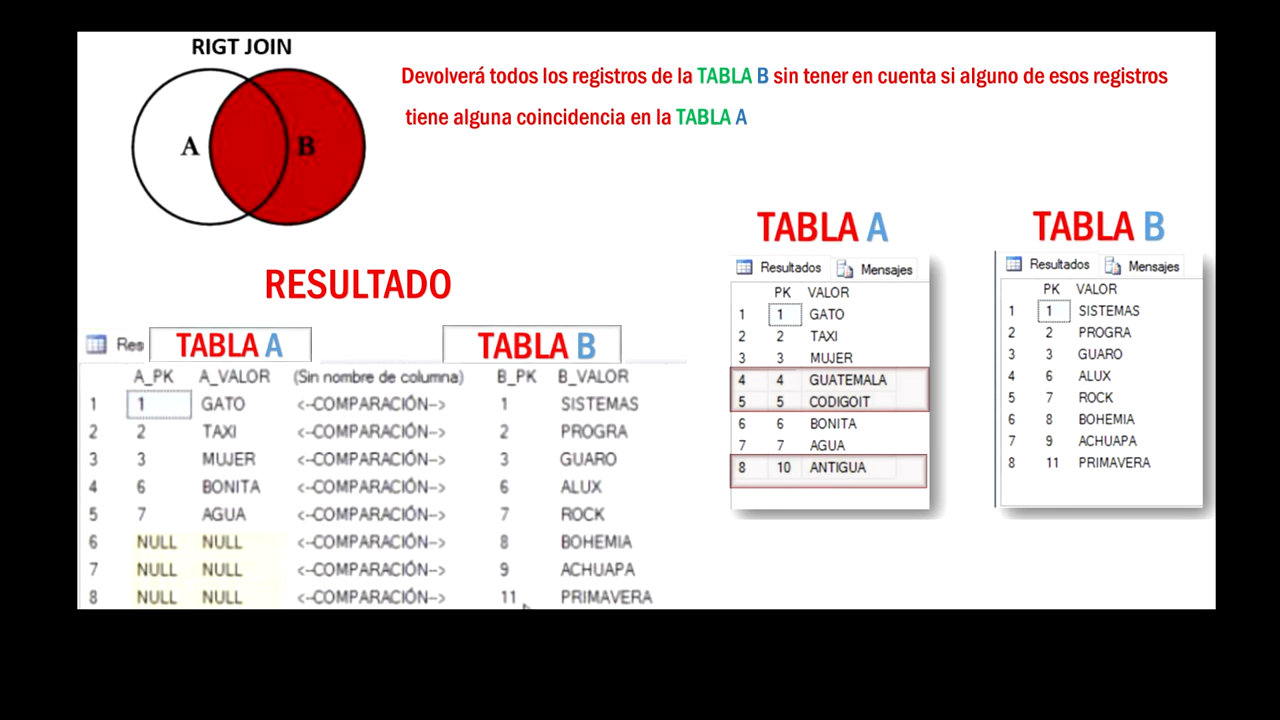 RIGT JOIN
A B
Devolverá todos los registros de la TABLA B sin tener en cuenta si alguno de esos registros
tiene alguna coincidencia en la TABLA A
RESULTADO
Res TABLA A TABLA B
A_PK A_VALOR (Sin nombre de columna) B_PK B_VALOR
1 1 GATO <--COMPARACIÓN--> 1 SISTEMAS
2 2 TAXI <--COMPARACIÓN--> 2 PROGRA
3 3 MUJER <--COMPARACIÓN--> 3 GUARO
4 6 BONITA <--COMPARACIÓN--> 6 ALUX
5 7 AGUA <--COMPARACIÓN--> 7 ROCK
6 NULL NULL <--COMPARACIÓN--> 8 BOHEMIA
7 NULL NULL <--COMPARACIÓN--> 9 ACHUAPA
8 NULL NULL <--COMPARACIÓN--> 11 PRIMAVERA
TABLA A
Resultados Mensajes
PK VALOR
1 1 GATO
2 2 TAXI
3 3 MUJER
4 4 GUATEMALA
5 5 CODIGOIT
6 6 BONITA
7 7 AGUA
8 10 ANTIGUA
TABLA B
Resultados Mensajes
PK VALOR
1 1 SISTEMAS
2 2 PROGRA
3 3 GUARO
4 6 ALUX
5 7 ROCK
6 8 BOHEMIA
7 9 ACHUAPA
8 11 PRIMAVERA